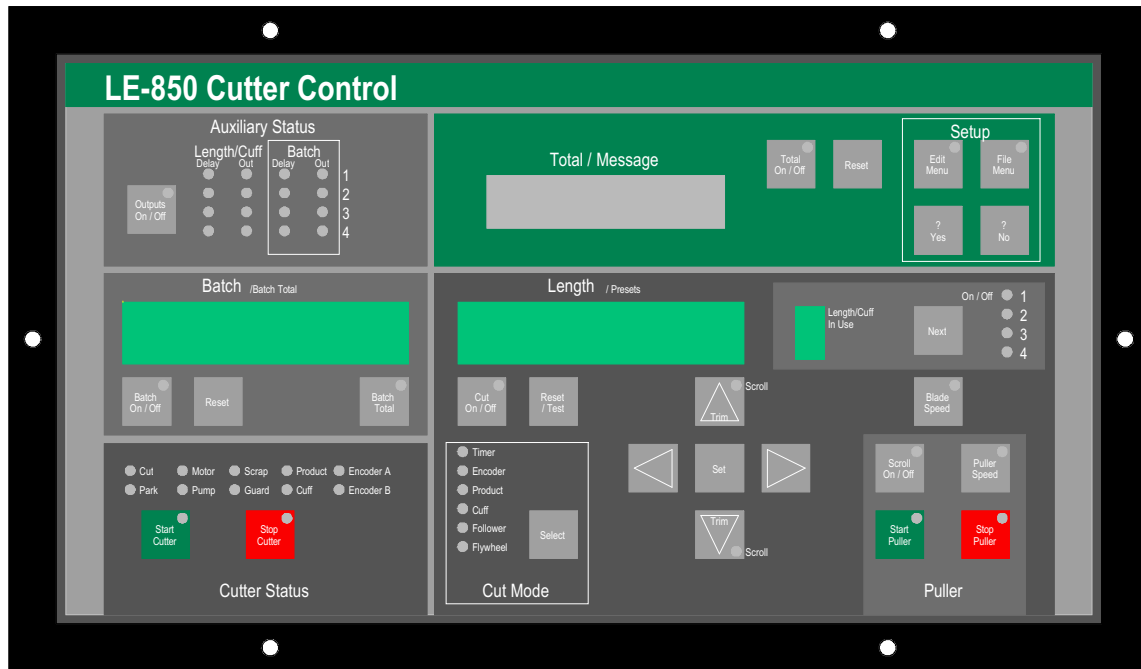 LE-850 Cutter Control
Auxiliary Status
Length/Cuff
Batch
Delay
Out
Delay
Out
1
2
3
4
Outputs
On / Off
Total / Message
Total
On / Off
Reset
Setup
Edit
Menu
File
Menu
?
Yes
?
No
Batch /Batch Total
Batch
On / Off
Reset
Batch
Total
Length / Presets
Length/Cuff
In Use
Next
On / Off
1
2
3
4
Cut
On / Off
Reset
/ Test
Trim
Scroll
Blade
Speed
Set
Trim
Scroll
Timer
Encoder
Product
Cuff
Follower
Flywheel
Select
Cut Mode
Cut
Motor
Scrap
Product
Encoder A
Park
Pump
Guard
Cuff
Encoder B
Start
Cutter
Stop
Cutter
Cutter Status
Scroll
On / Off
Puller
Speed
Start
Puller
Stop
Puller
Puller